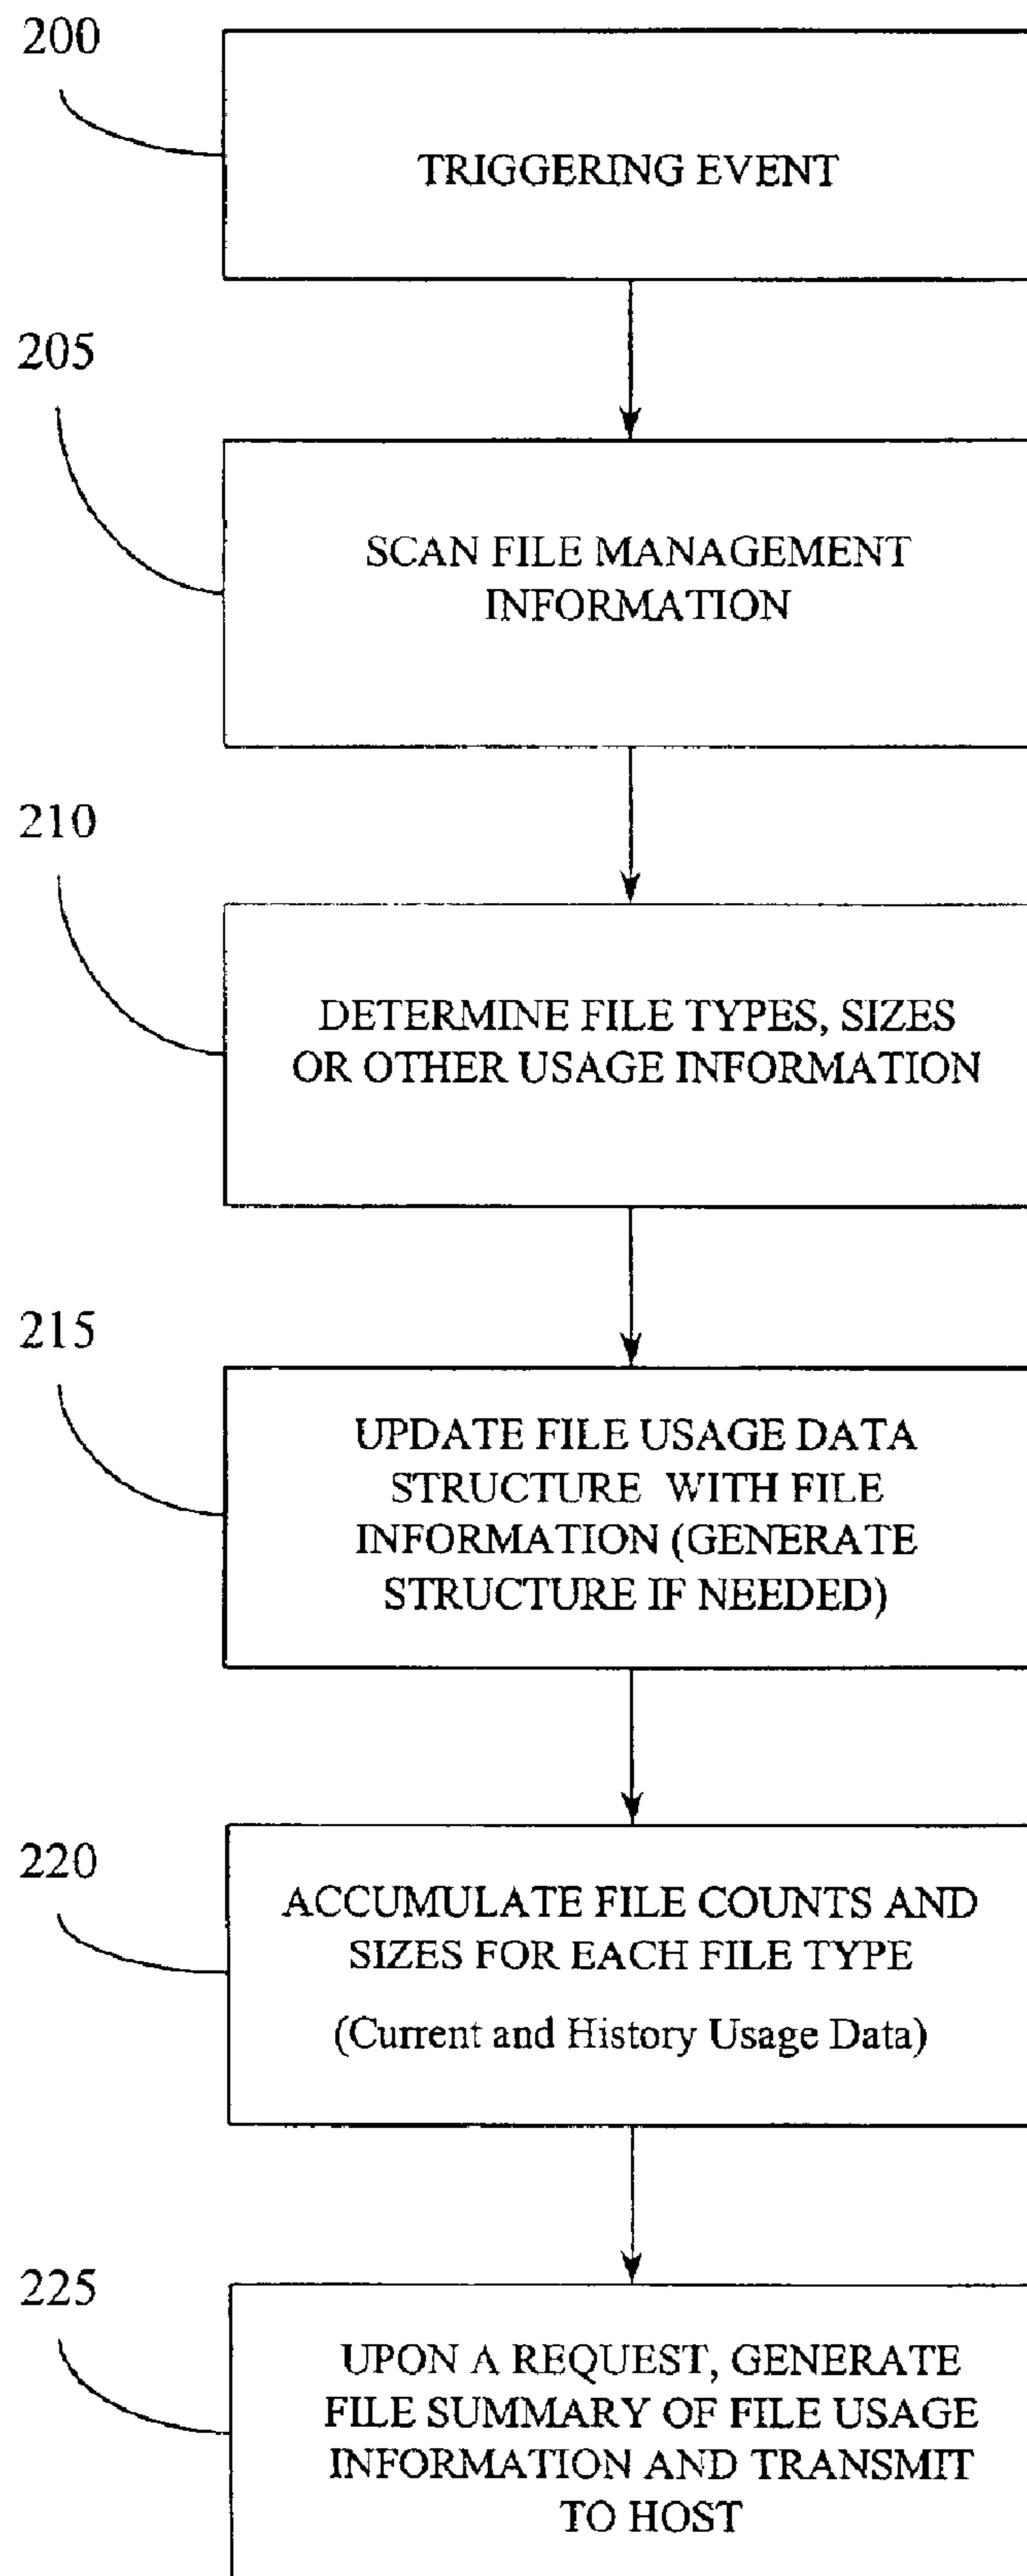 200
TRIGGERING EVENT
205
SCAN FILE MANAGEMENT
INFORMATION
210
DETERMINE FILE TYPES, SIZES
OR OTHER USAGE INFORMATION
215
UPDATE FILE USAGE DATA
STRUCTURE WITH FILE
INFORMATION (GENERATE
STRUCTURE IF NEEDED)
220
ACCUMULATE FILE COUNTS AND
SIZES FOR EACH FILE TYPE
(Current and History Usage Data)
225
UPON A REQUEST, GENERATE
FILE SUMMARY OF FILE USAGE
INFORMATION AND TRANSMIT
TO HOST